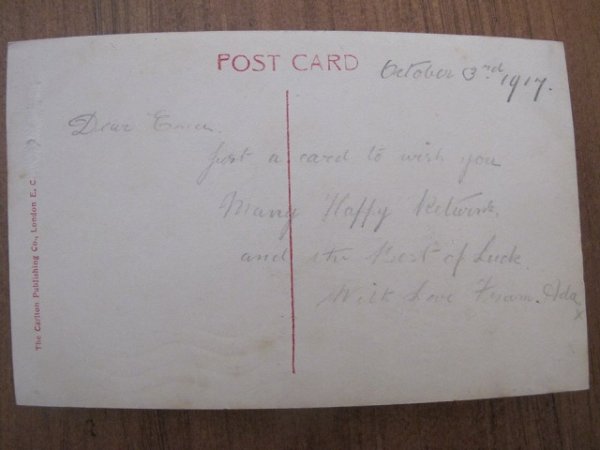 POST CARD
October 3rd 1917.
Dear
Just a card to wish you
Many Happy Returns.
and the Best of Luck.
With Love From. Ada
The Carlton Publishing Co., London E. C